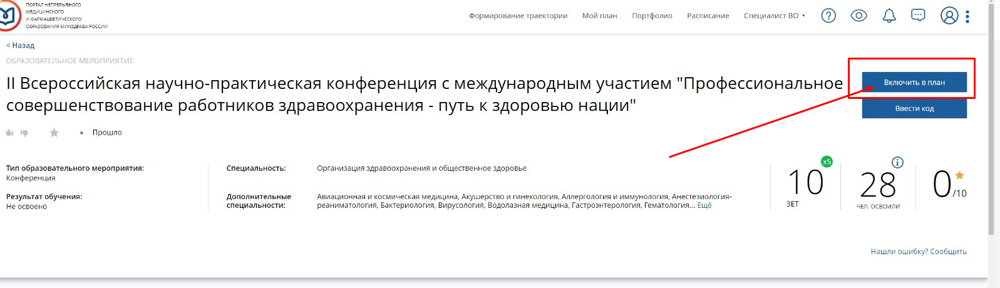 ПОРТАЛ НЕПРЕРЫВНОГО
МЕДИЦИНСКОГО
И ФАРМАЦЕВТИЧЕСКОГО
ОБРАЗОВАНИЯ МИНЗДРАВА РОССИИ
Формирование траектории Мой план Портфолио Расписание Специалист ВО
< Назад
ОБРАЗОВАТЕЛЬНОЕ МЕРОПРИЯТИЕ
II Всероссийская научно-практическая конференция с международным участием "Профессиональное
совершенствование работников здравоохранения - путь к здоровью нации"
Включить в план
Ввести код
Прошло
Тип образовательного мероприятия:
Конференция
Результат обучения:
Не освоено
Специальность: Организация здравоохранения и общественное здоровье
Дополнительные
специальности:
Авиационная и космическая медицина, Акушерство и гинекология, Аллергология и иммунология, Анестезиология-
реаниматология, Бактериология, Вирусология, Водолазная медицина, Гастроэнтерология, Гематология... Ещё
10 x5
ЗЕТ
28
ЧЕЛ. ОСВОИЛИ
0/10
Нашли ошибку? Сообщить